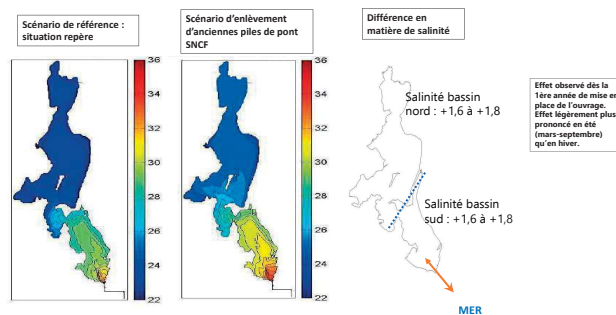 Scénario de référence :
situation repère
Scénario d'enlèvement
d'anciennes piles de pont
SNCF
Différence en
matière de salinité
36
34
32
30
28
26
24
22
36
34
32
30
28
26
24
22
Salinité bassin
nord : +1,6 à +1,8
Salinité bassin
sud : +1,6 à +1,8
MER
Effet observé dès la
1ère année de mise en
place de l'ouvrage.
Effet légèrement plus
prononcé en été
(mars-septembre)
qu'en hiver.